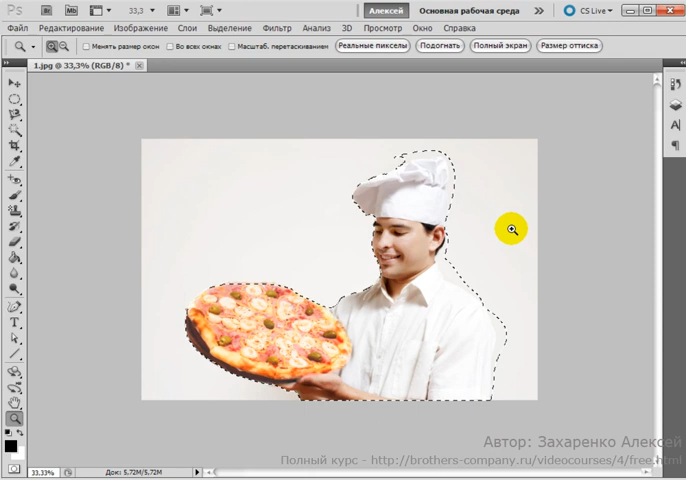 Ps Br Mb 33,3 Алексей Основная рабочая среда CS Live
Файл Редактирование Изображение Слои Выделение Фильтр Анализ 3D Просмотр Окно Справка
Менять размер окон Во всех окнах Масштаб. перетаскиванием Реальные пикселы Подогнать Полный экран Размер оттиска
1.jpg @ 33,3% (RGB/8) *
33.33% Док: 5,72M/5,72M
Автор: Захаренко Алексей
Полный курс - http://brothers-company.ru/videocourses/4/free.html